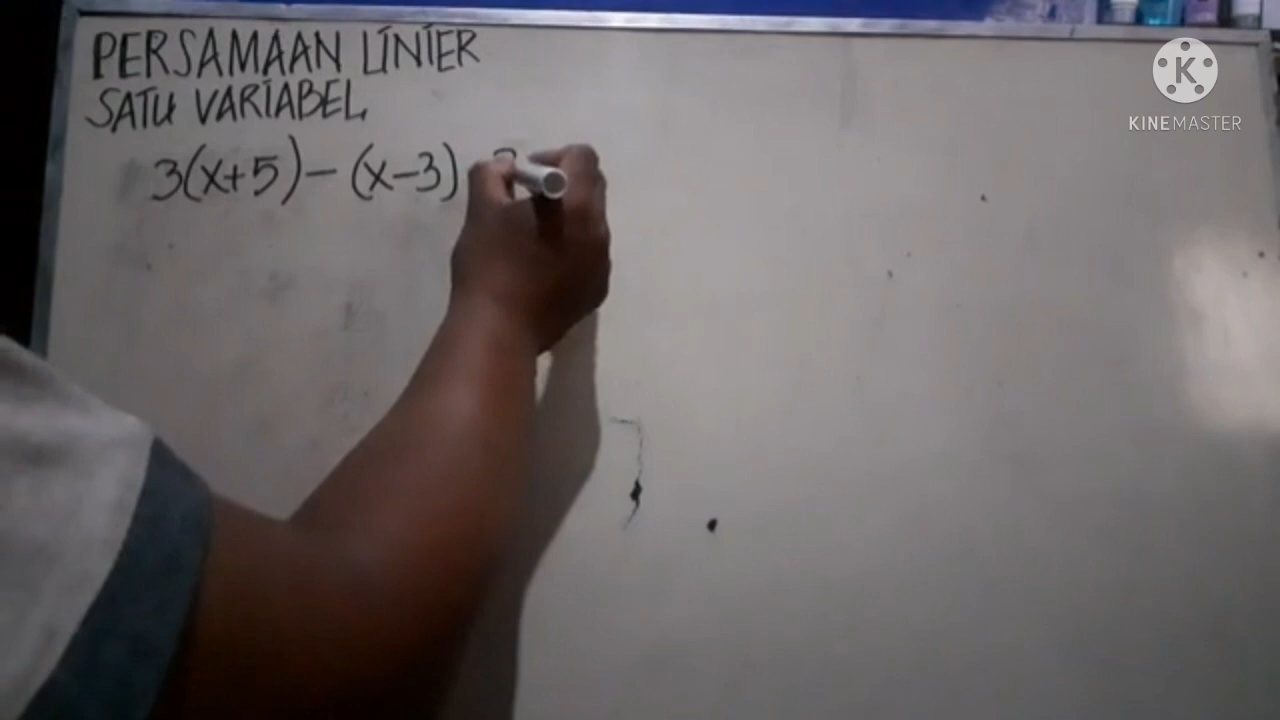 PERSAMAAN LINIER
SATU VARIABEL
3(x+5)-(x-3)
K
KINEMASTER